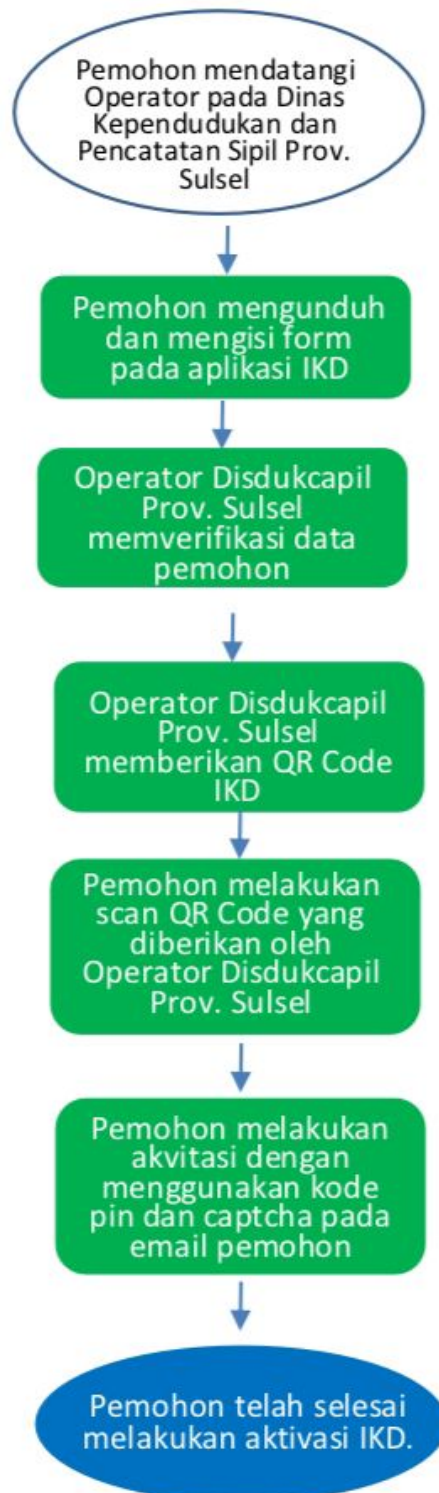 Pemohon mendatangi
Operator pada Dinas
Kependudukan dan
Pencatatan Sipil Prov.
Sulsel
Pemohon mengunduh
dan mengisi form
pada aplikasi IKD
Operator Disdukcapil
Prov. Sulsel
memverifikasi data
pemohon
Operator Disdukcapil
Prov. Sulsel
memberikan QR Code
IKD
Pemohon melakukan
scan QR Code yang
diberikan oleh
Operator Disdukcapil
Prov. Sulsel
Pemohon melakukan
akvitasi dengan
menggunakan kode
pin dan captcha pada
email pemohon
Pemohon telah selesai
melakukan aktivasi IKD.